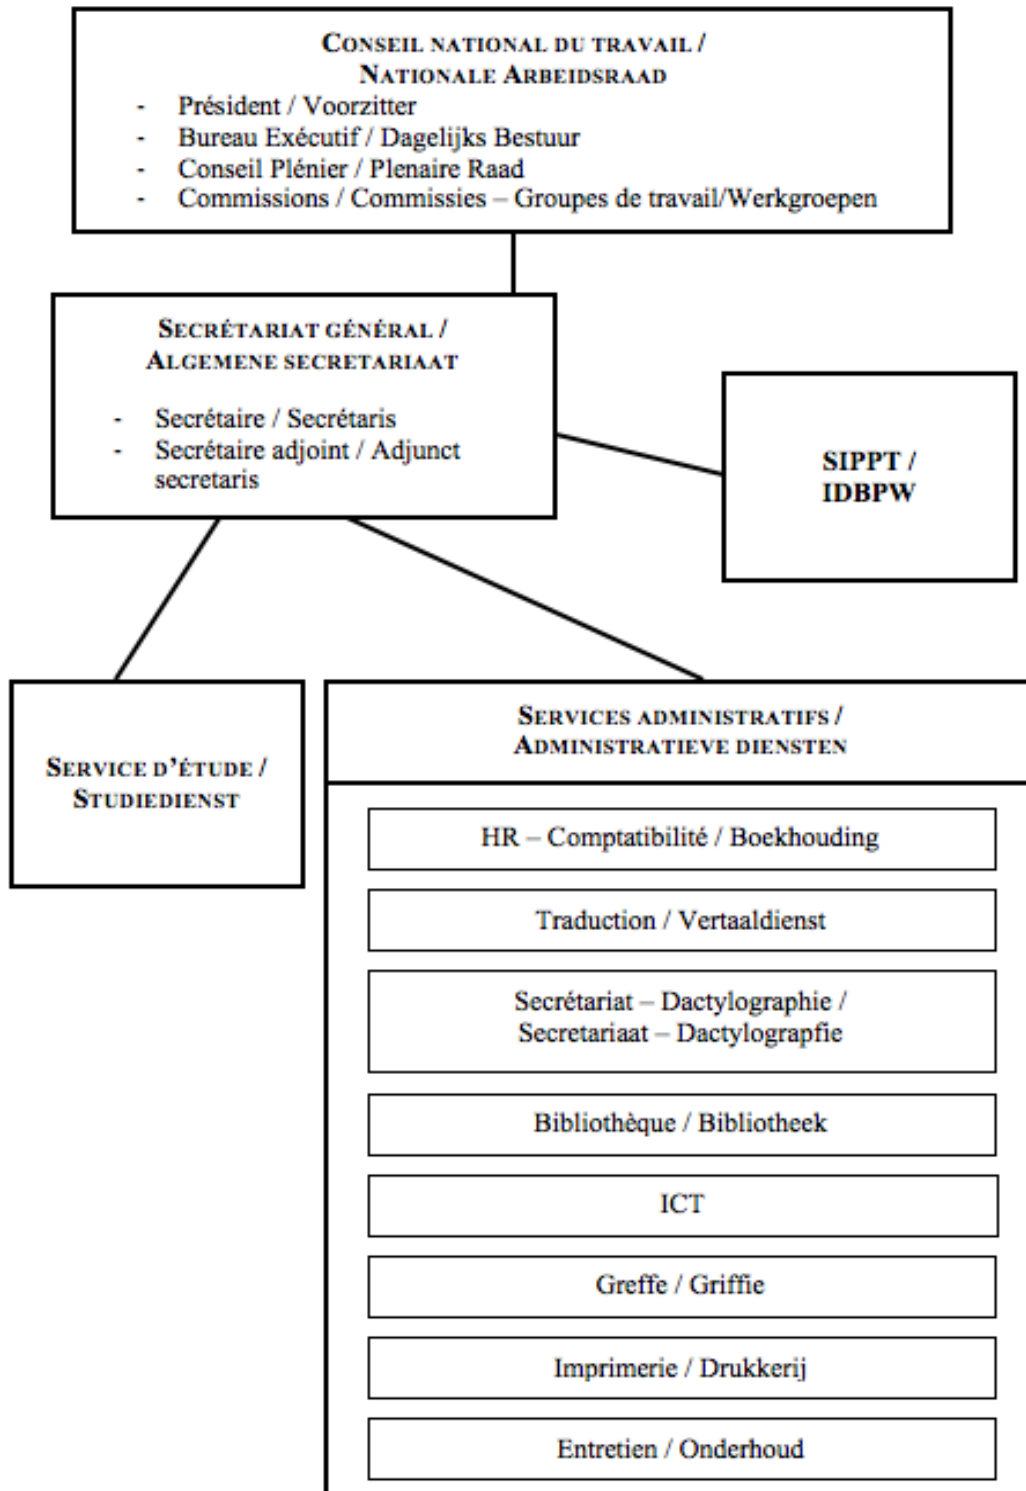 CONSEIL NATIONAL DU TRAVAIL /
NATIONALE ARBEIDSRAAD
- Président / Voorzitter
- Bureau Exécutif / Dagelijks Bestuur
- Conseil Plénier / Plenaire Raad
- Commissions / Commissies – Groupes de travail/Werkgroepen
SECRÉTARIAT GÉNÉRAL /
ALGEMENE SECRETARIAAT
- Secrétaire / Secrétaris
- Secrétaire adjoint / Adjunct
secretaris
SIPPT /
IDBPW
SERVICE D’ÉTUDE /
STUDIEDIENST
SERVICES ADMINISTRATIFS /
ADMINISTRATIEVE DIENSTEN
HR – Comptatibilité / Boekhouding
Traduction / Vertaaldienst
Secrétariat – Dactylographie /
Secretariaat – Dactylograpfie
Bibliothèque / Bibliotheek
ICT
Greffe / Griffie
Imprimerie / Drukkerij
Entretien / Onderhoud